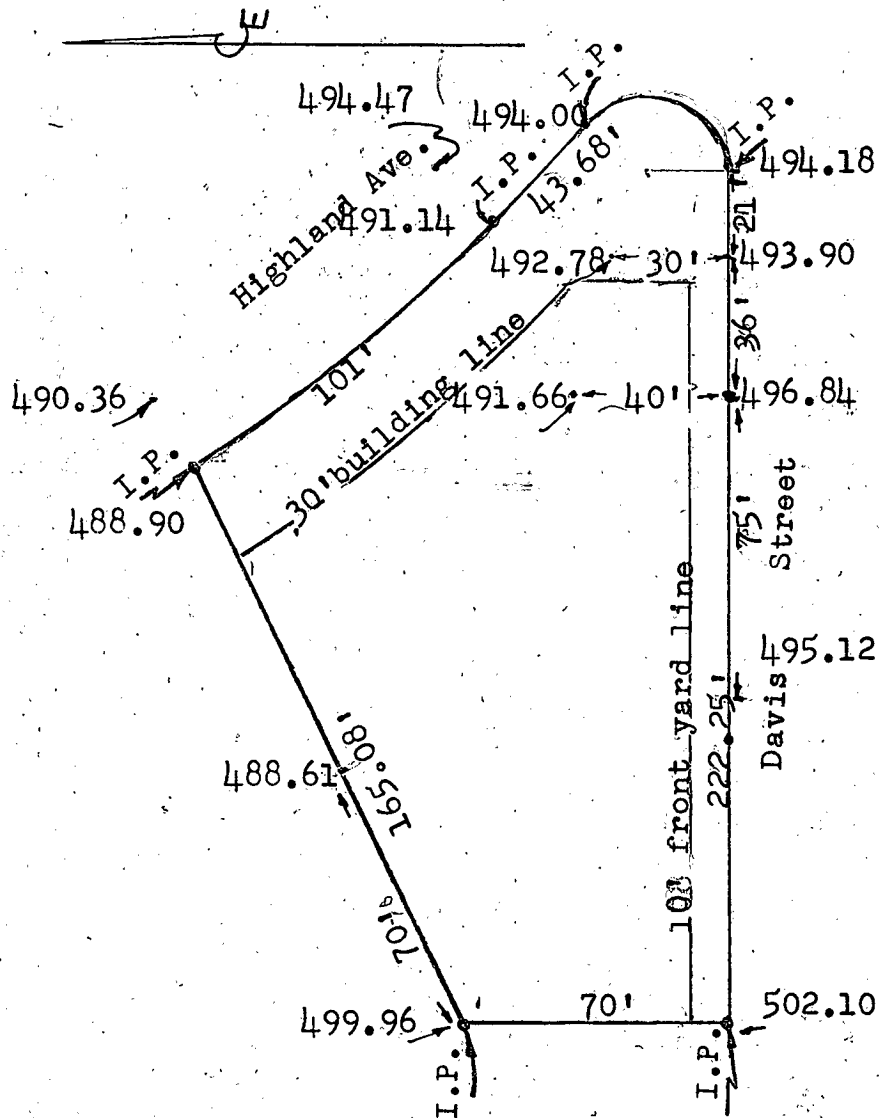 E
I.P.
494.47
494.00
I.P.
494.18
Highland Ave.
I.P.
43.68'
491.14
21'
492.78
30'
493.90
36'
490.36
101'
30' building line
491.66
40'
496.84
I.P.
488.90
75'
Davis Street
495.12
10' front yard line
222.25'
488.61
165.08'
70'
499.96
70'
502.10
I.P.
I.P.